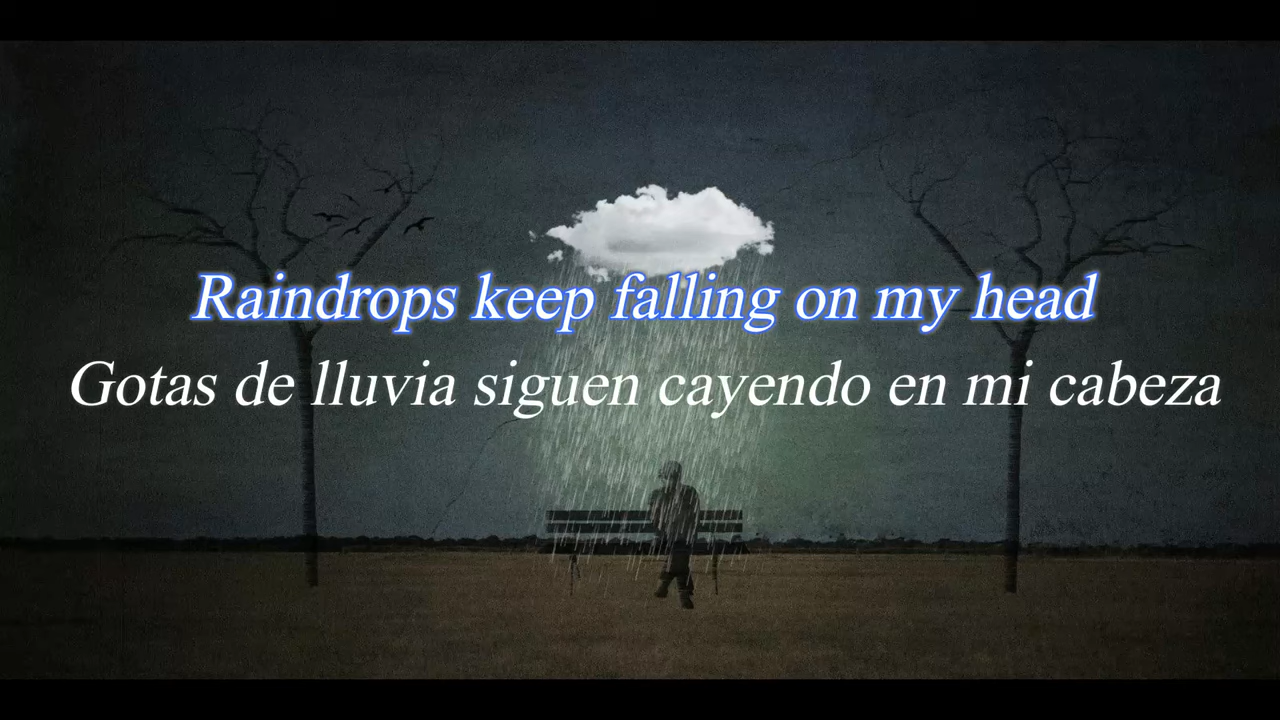 Raindrops keep falling on my head
Gotas de lluvia siguen cayendo en mi cabeza